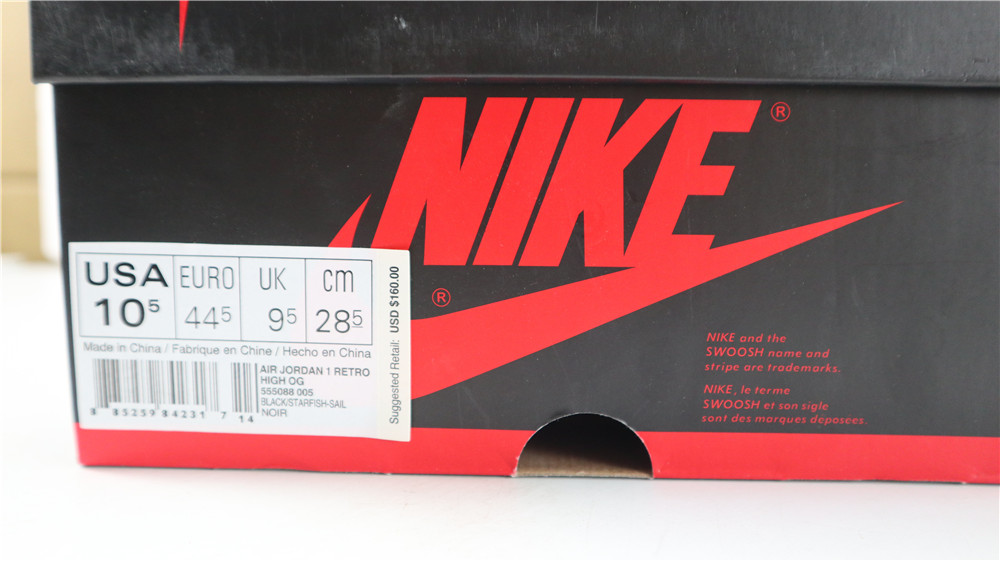 NIKE ®
®
USA EURO UK cm
10⁵ 44⁵ 9⁵ 28⁵
Made in China / Fabrique en Chine / Hecho en China
AIR JORDAN 1 RETRO
HIGH OG
555088 005
BLACK/STARFISH-SAIL
NOIR
8 85259 84231 7 14
Suggested Retail: USD $160.00
NIKE and the
SWOOSH name and
stripe are trademarks.
NIKE, le terme
SWOOSH et son sigle
sont des marques deposées.